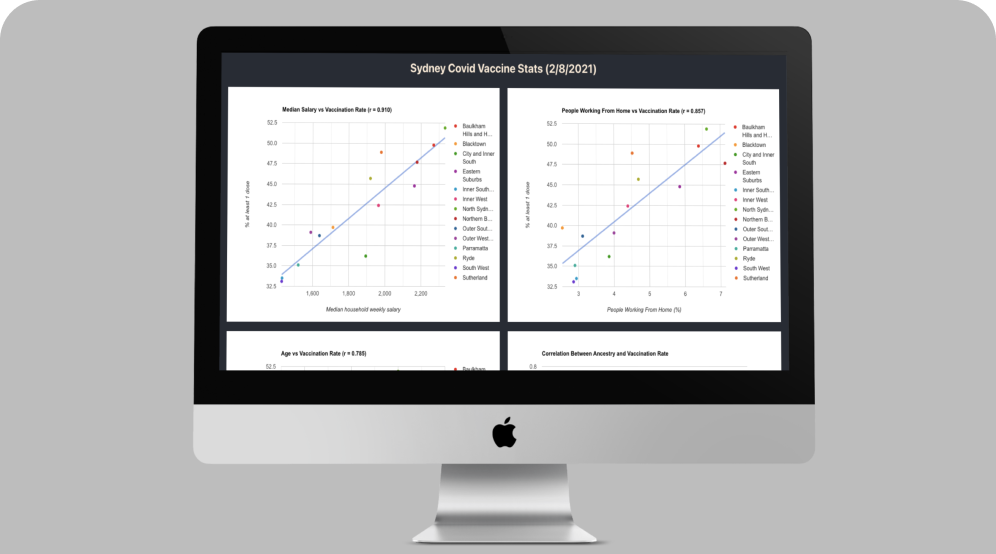 Sydney Covid Vaccine Stats (2/8/2021)
Median Salary vs Vaccination Rate (r = 0.910)
52.5
50.0
47.5
45.0
42.5
40.0
37.5
35.0
32.5
% at least 1 dose
1,600 1,800 2,000 2,200
Median household weekly salary
Baulkham
Hills and H...
Blacktown
City and Inner
South
Eastern
Suburbs
Inner South...
Inner West
North Sydn...
Northern B...
Outer Sout...
Outer West...
Parramatta
Ryde
South West
Sutherland
People Working From Home vs Vaccination Rate (r = 0.857)
52.5
50.0
47.5
45.0
42.5
40.0
37.5
35.0
32.5
% at least 1 dose
3 4 5 6 7
People Working From Home (%)
Baulkham
Hills and H...
Blacktown
City and Inner
South
Eastern
Suburbs
Inner South...
Inner West
North Sydn...
Northern B...
Outer Sout...
Outer West...
Parramatta
Ryde
South West
Sutherland
Age vs Vaccination Rate (r = 0.785)
52.5
Baulkham
Correlation Between Ancestry and Vaccination Rate